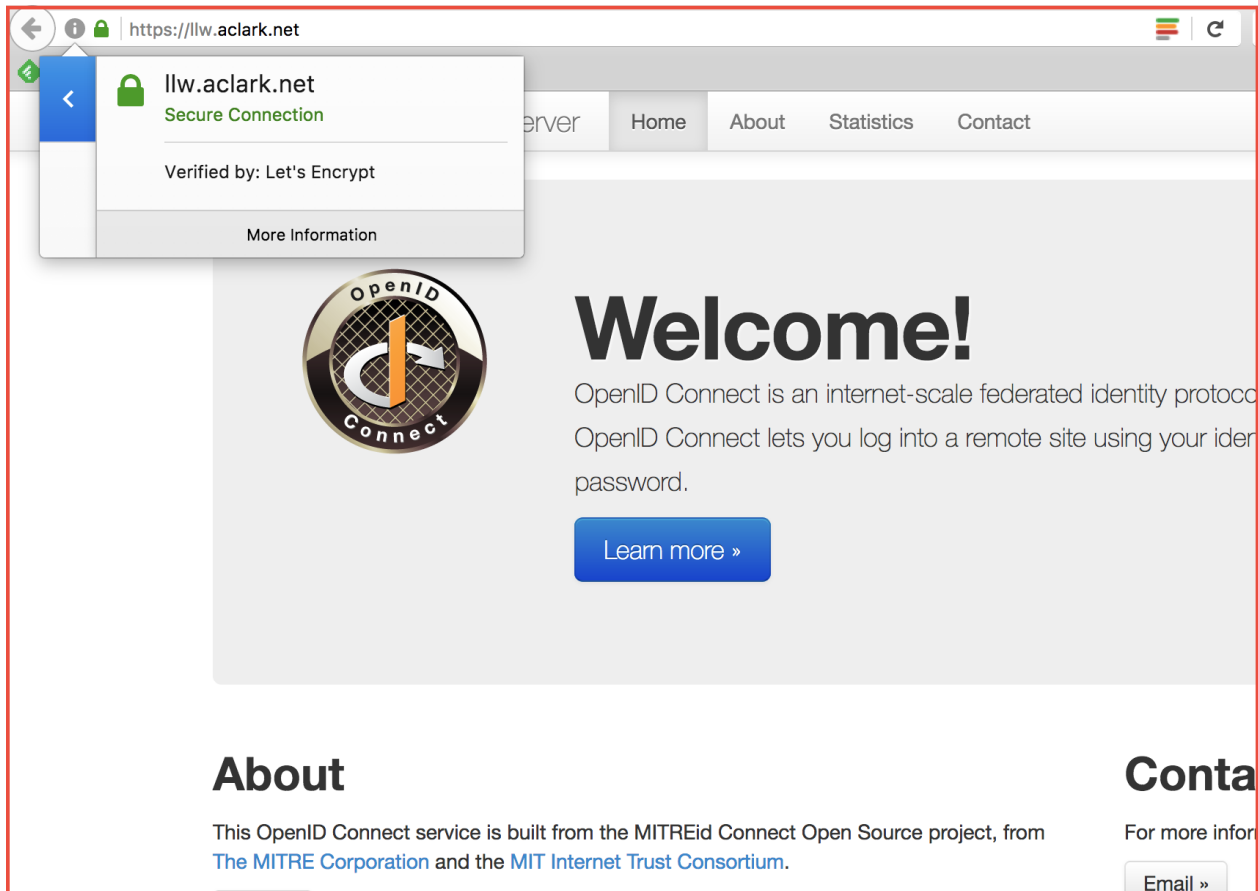 https://llw.aclark.net
llw.aclark.net
Secure Connection
Verified by: Let's Encrypt
More Information
erver
Home
About
Statistics
Contact
OpenID
Connect
Welcome!
OpenID Connect is an internet-scale federated identity protoco
OpenID Connect lets you log into a remote site using your iden
password.
Learn more »
About
This OpenID Connect service is built from the MITREid Connect Open Source project, from
The MITRE Corporation and the MIT Internet Trust Consortium.
Conta
For more infor
Email »